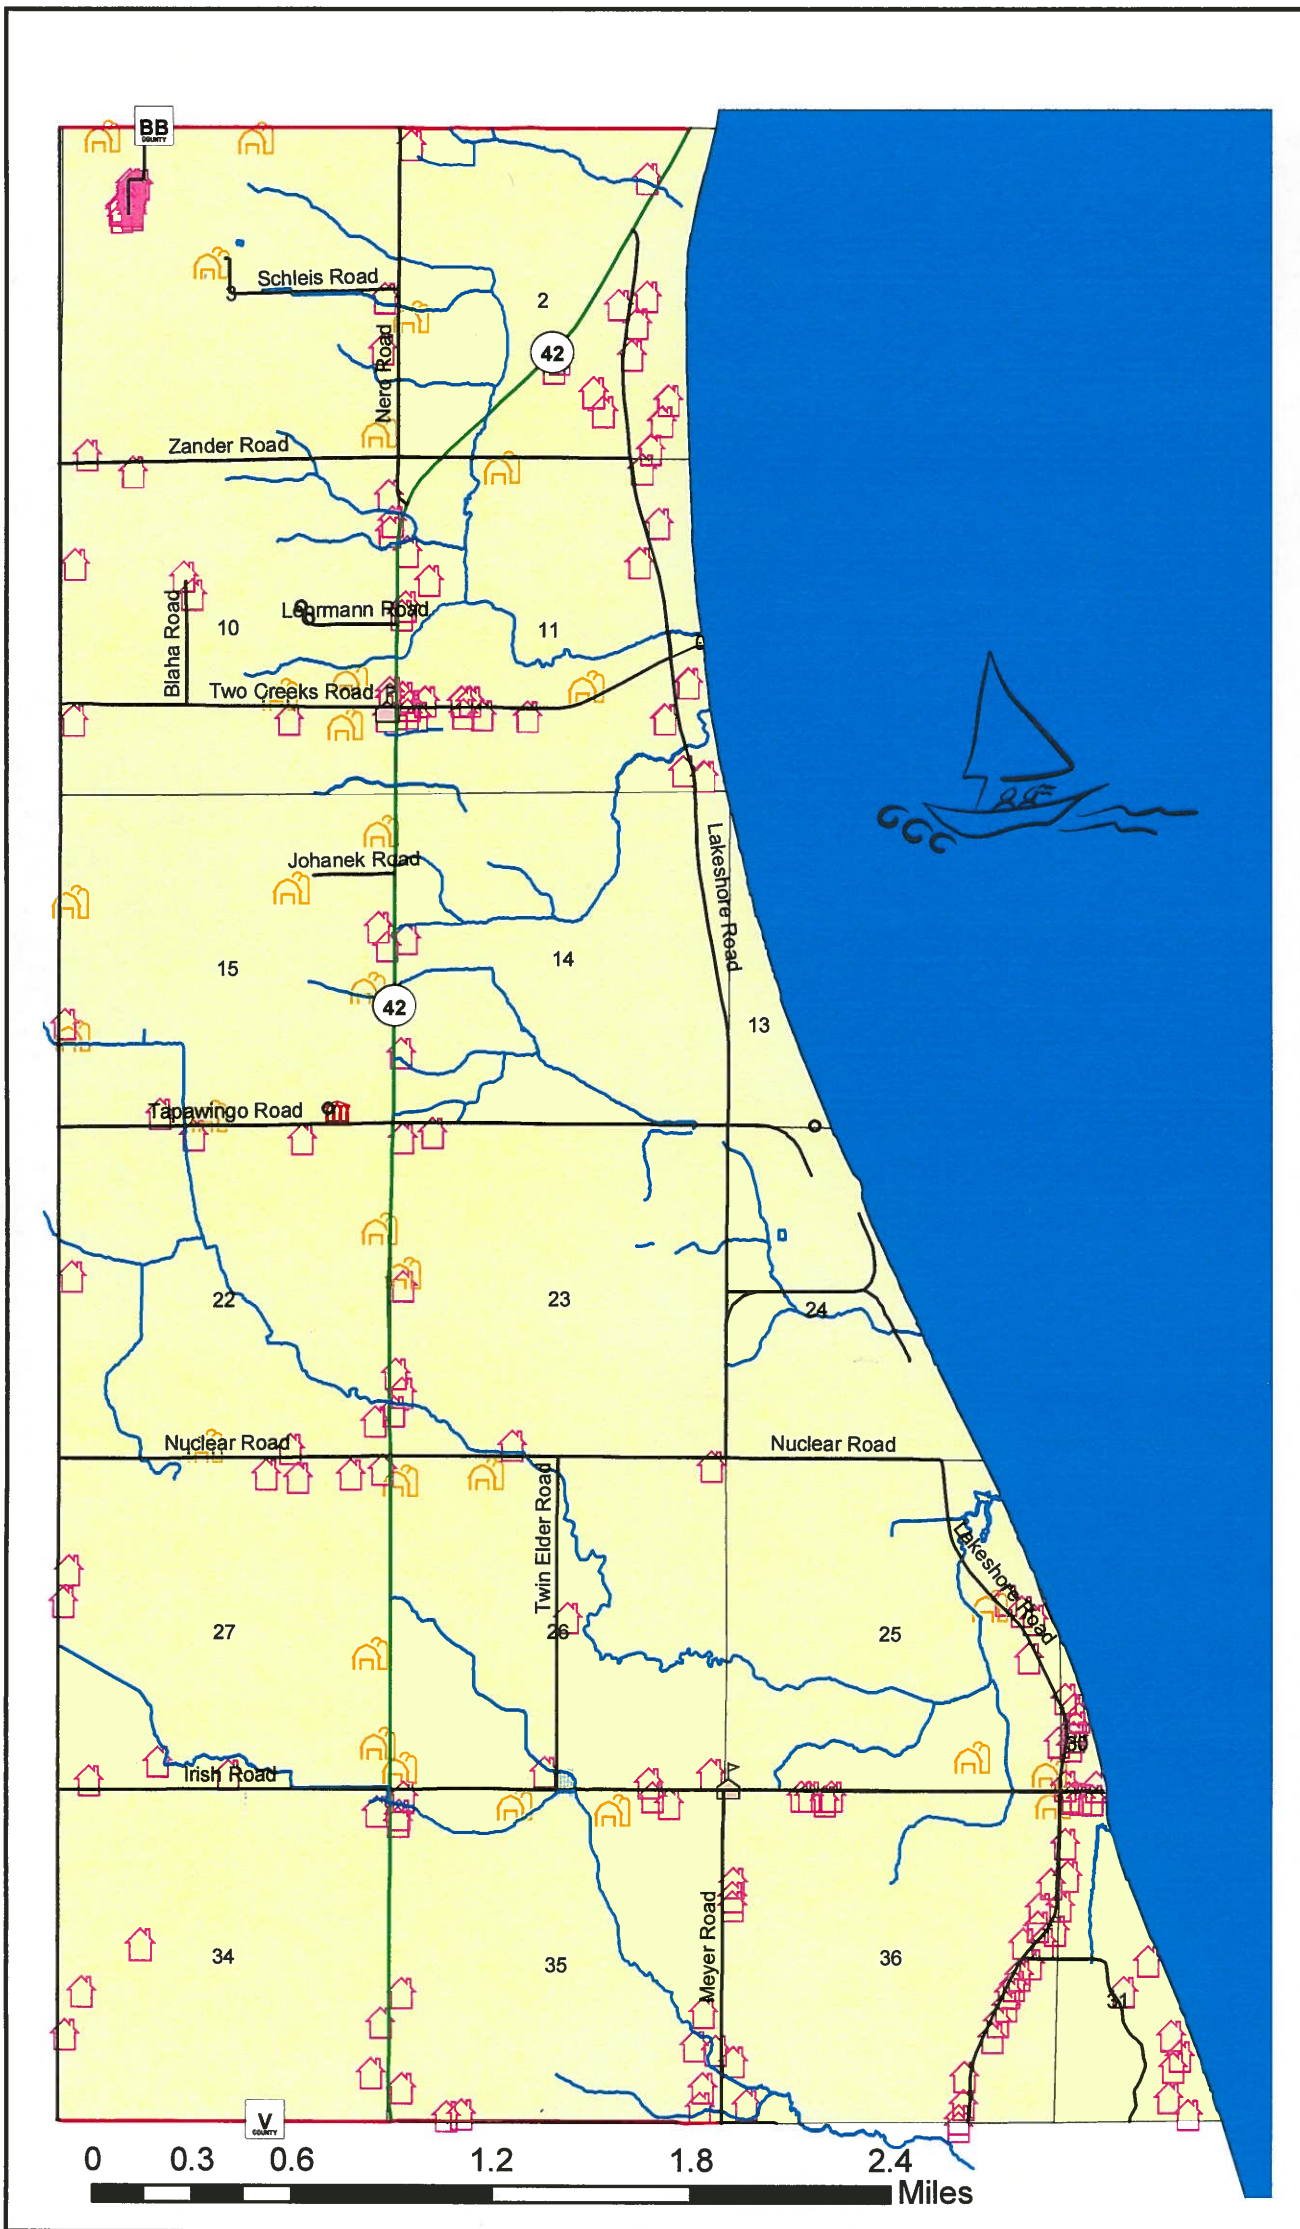 BB
COUNTY
Schleis Road
3
2
42
Nero Road
Zander Road
Lehrmann Road
Blaha Road
10
11
Two Creeks Road
Johanek Road
Lakeshore Road
15
14
42
13
Tapawingo Road
22
23
24
Nuclear Road
Nuclear Road
Twin Elder Road
Lakeshore Road
27
26
25
30
Irish Road
Meyer Road
34
35
36
31
V
COUNTY
0 0.3 0.6 1.2 1.8 2.4
Miles